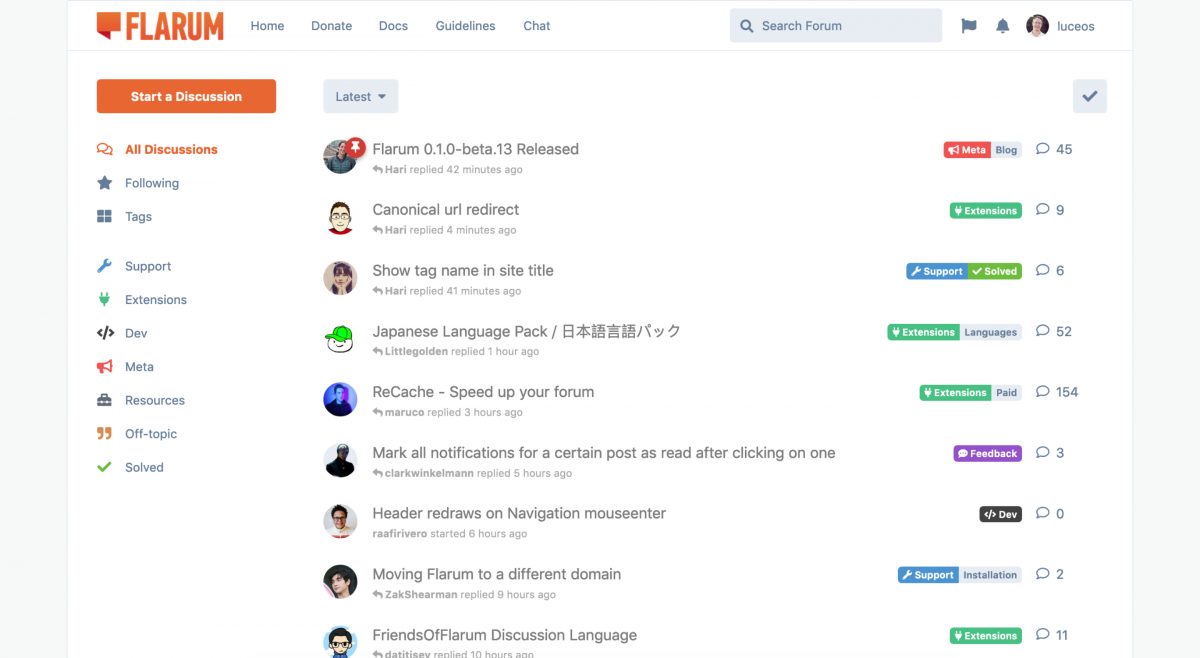 FLARUM Home Donate Docs Guidelines Chat Search Forum luceos
Start a Discussion
Latest
All Discussions
Following
Tags
Support
Extensions
Dev
Meta
Resources
Off-topic
Solved
Flarum 0.1.0-beta.13 Released Meta Blog 45
Hari replied 42 minutes ago
Canonical url redirect Extensions 9
Hari replied 4 minutes ago
Show tag name in site title Support Solved 6
Hari replied 41 minutes ago
Japanese Language Pack / 日本語言語パック Extensions Languages 52
Littlegolden replied 1 hour ago
ReCache - Speed up your forum Extensions Paid 154
maruco replied 3 hours ago
Mark all notifications for a certain post as read after clicking on one Feedback 3
clarkwinkelmann replied 5 hours ago
Header redraws on Navigation mouseenter Dev 0
raafirivero started 6 hours ago
Moving Flarum to a different domain Support Installation 2
ZakShearman replied 9 hours ago
FriendsOfFlarum Discussion Language Extensions 11
datitisev replied 10 hours ago